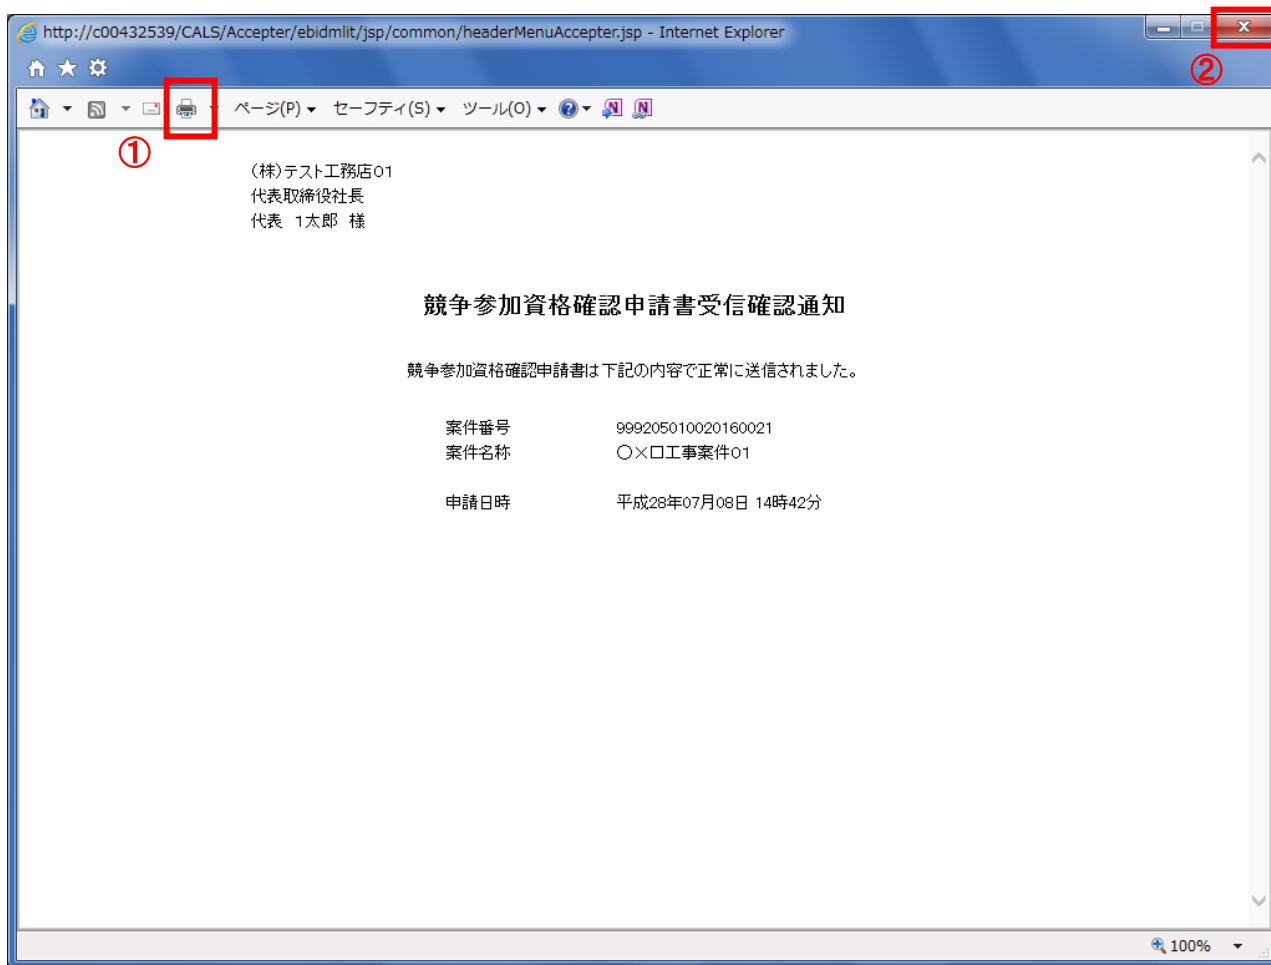 http://c00432539/CALS/Accepter/ebidmlit/jsp/common/headerMenuAccepter.jsp - Internet Explorer
②
ページ(P) セーフティ(S) ツール(O)
①
(株)テスト工務店01
代表取締役社長
代表 1太郎 様
競争参加資格確認申請書受信確認通知
競争参加資格確認申請書は下記の内容で正常に送信されました。
案件番号 999205010020160021
案件名称 〇×口工事案件01
申請日時 平成28年07月08日 14時42分
100%